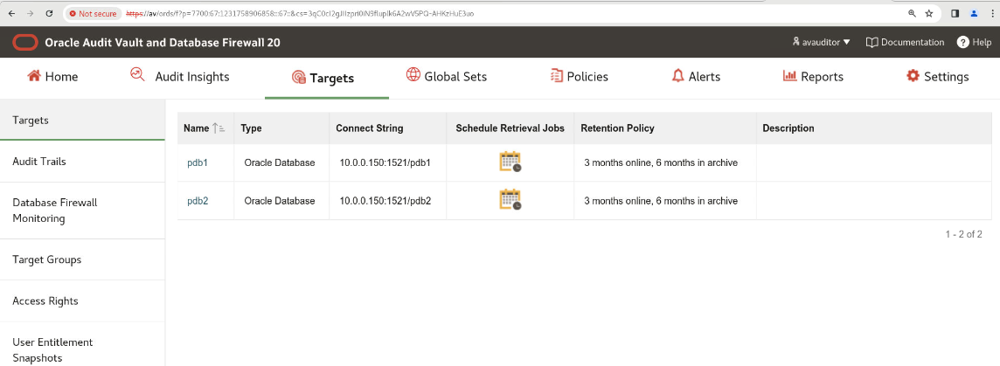 Not secure https://av/ords/f?p=7700:67:1231758906858::67::&cs=3qC0cI2gJIIzpri0iN9flupik6A2wV5PQ-AHKzHuE3uo
Oracle Audit Vault and Database Firewall 20 avauditor Documentation ? Help
Home Audit Insights Targets Global Sets Policies Alerts Reports Settings
Targets
Audit Trails
Database Firewall
Monitoring
Target Groups
Access Rights
User Entitlement
Snapshots
Name Type Connect String Schedule Retrieval Jobs Retention Policy Description
pdb1 Oracle Database 10.0.0.150:1521/pdb1 3 months online, 6 months in archive
pdb2 Oracle Database 10.0.0.150:1521/pdb2 3 months online, 6 months in archive
1 - 2 of 2